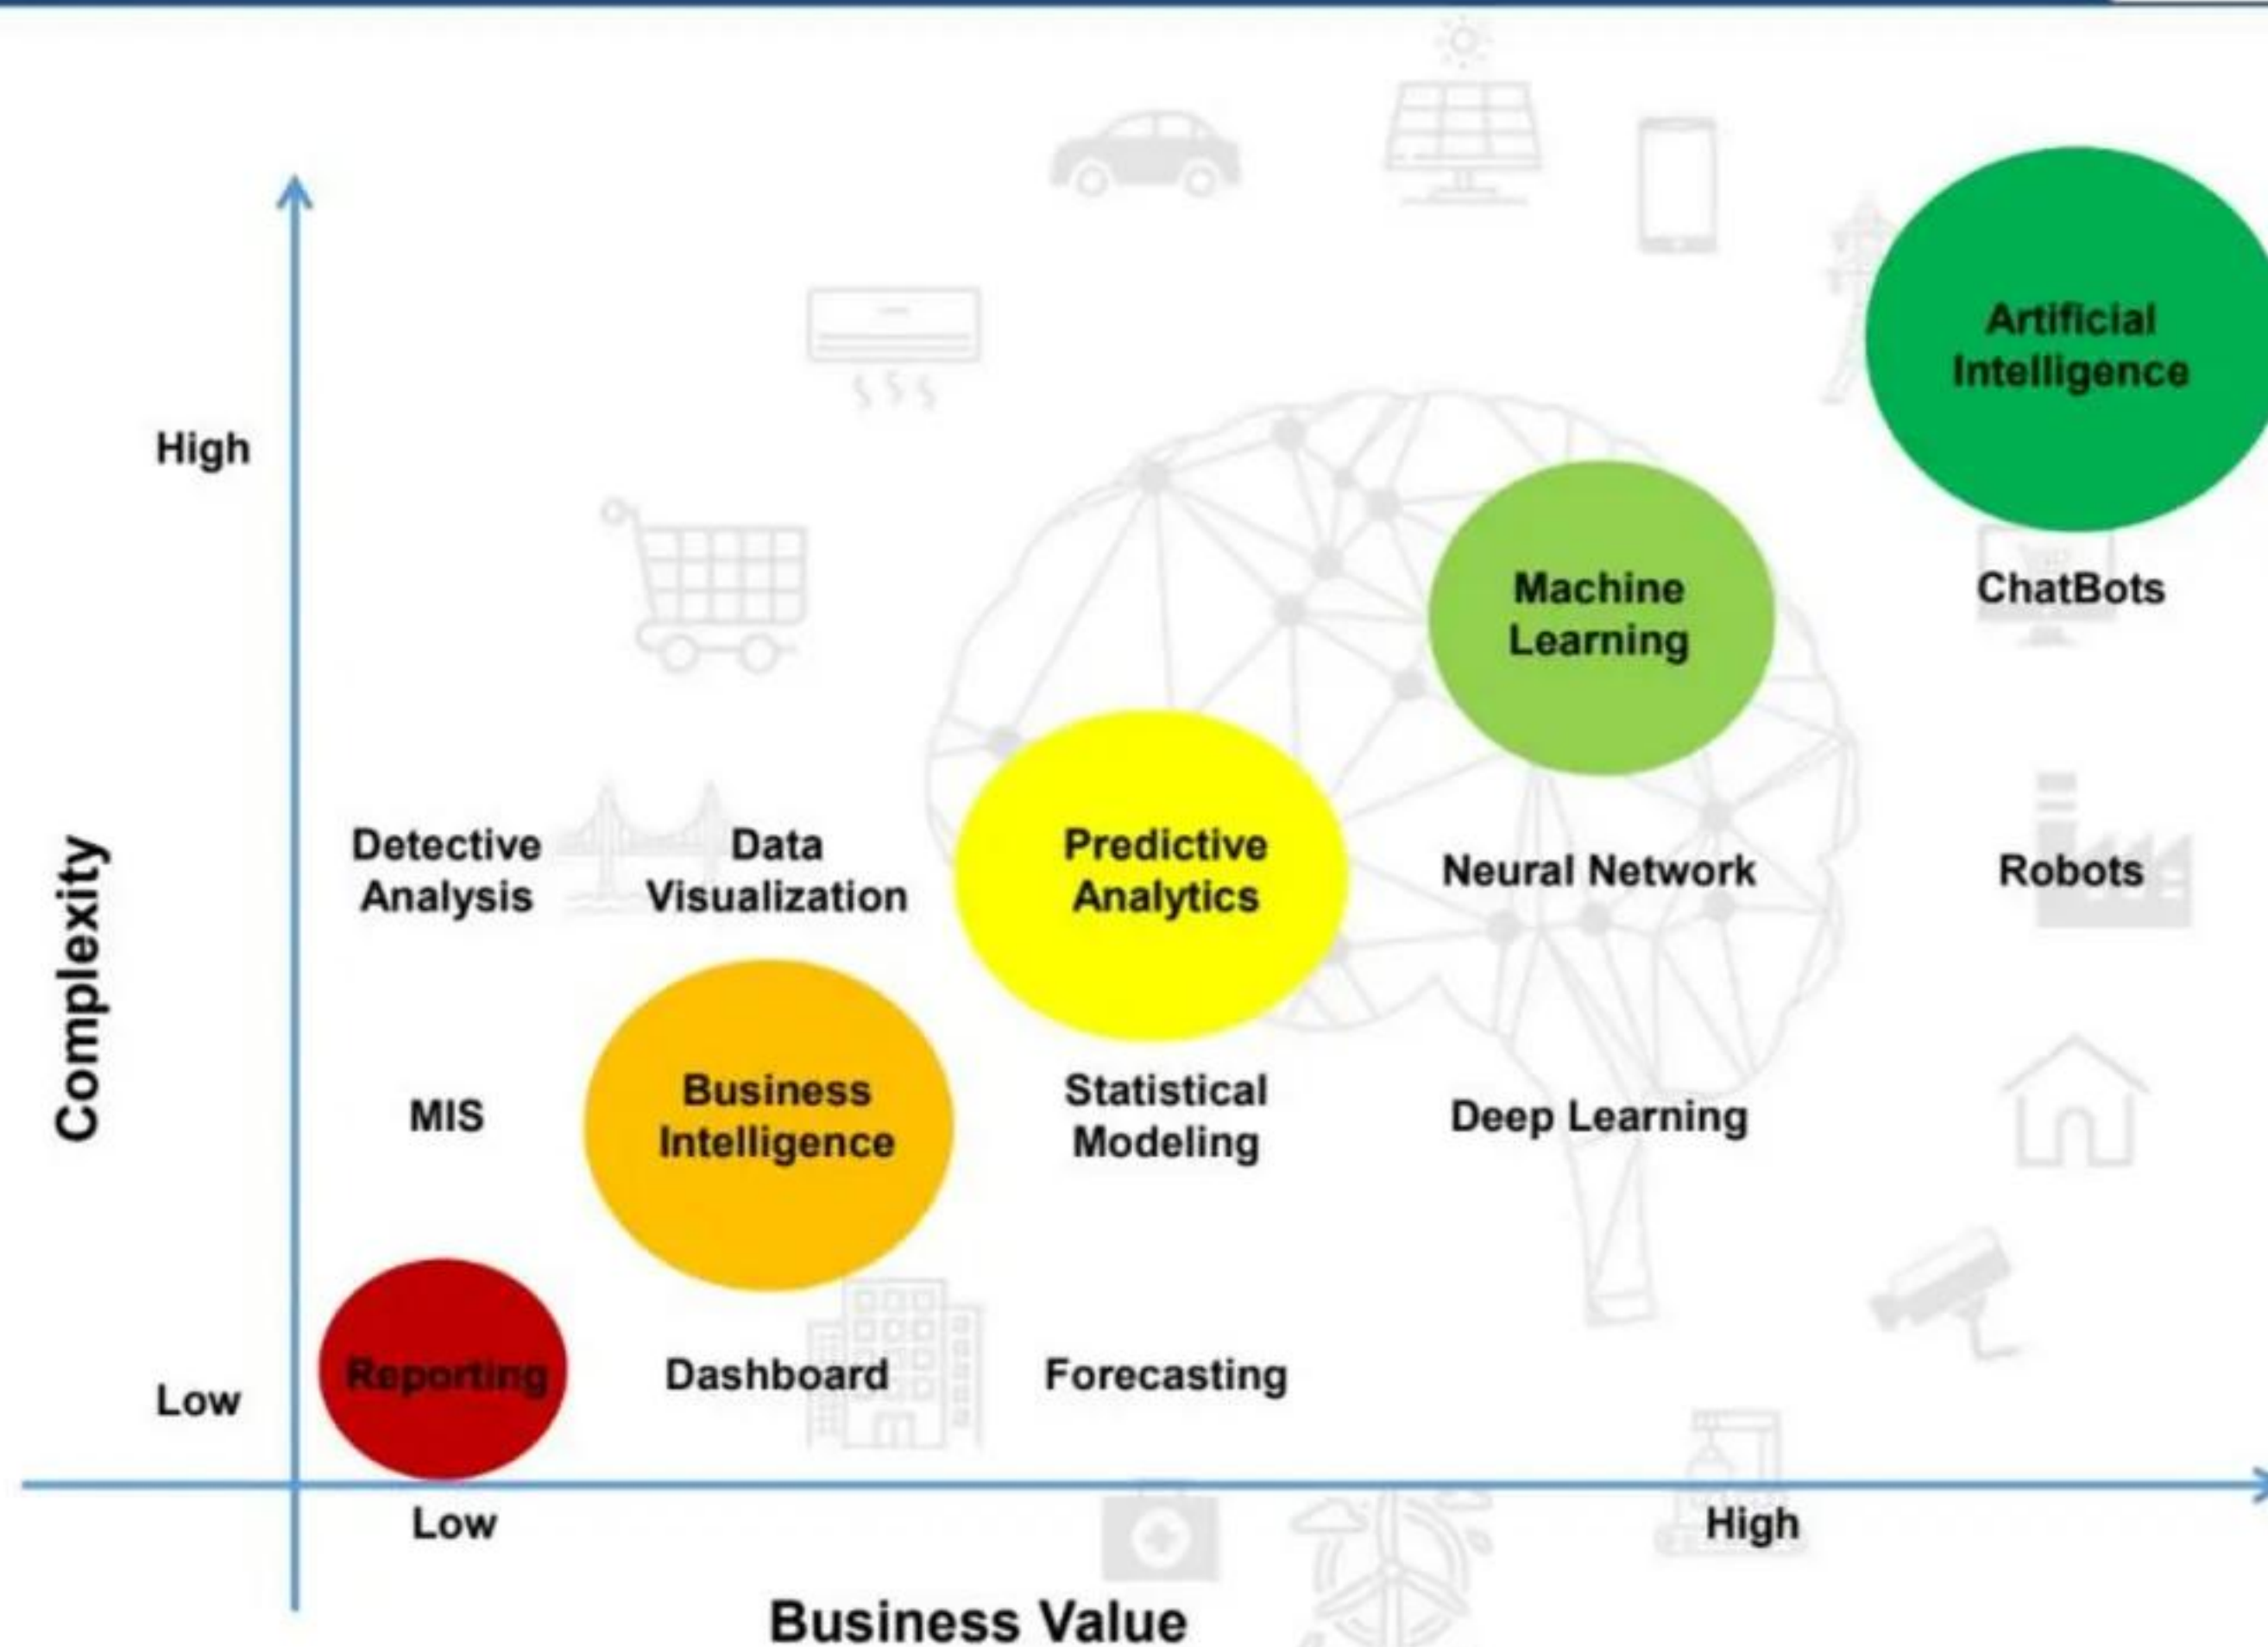 Artificial
Intelligence
High
Machine
Learning
ChatBots
Detective
Analysis
Data
Visualization
Predictive
Analytics
Neural Network
Robots
Complexity
MIS
Business
Intelligence
Statistical
Modeling
Deep Learning
Low
Reporting
Dashboard
Forecasting
Low
High
Business Value